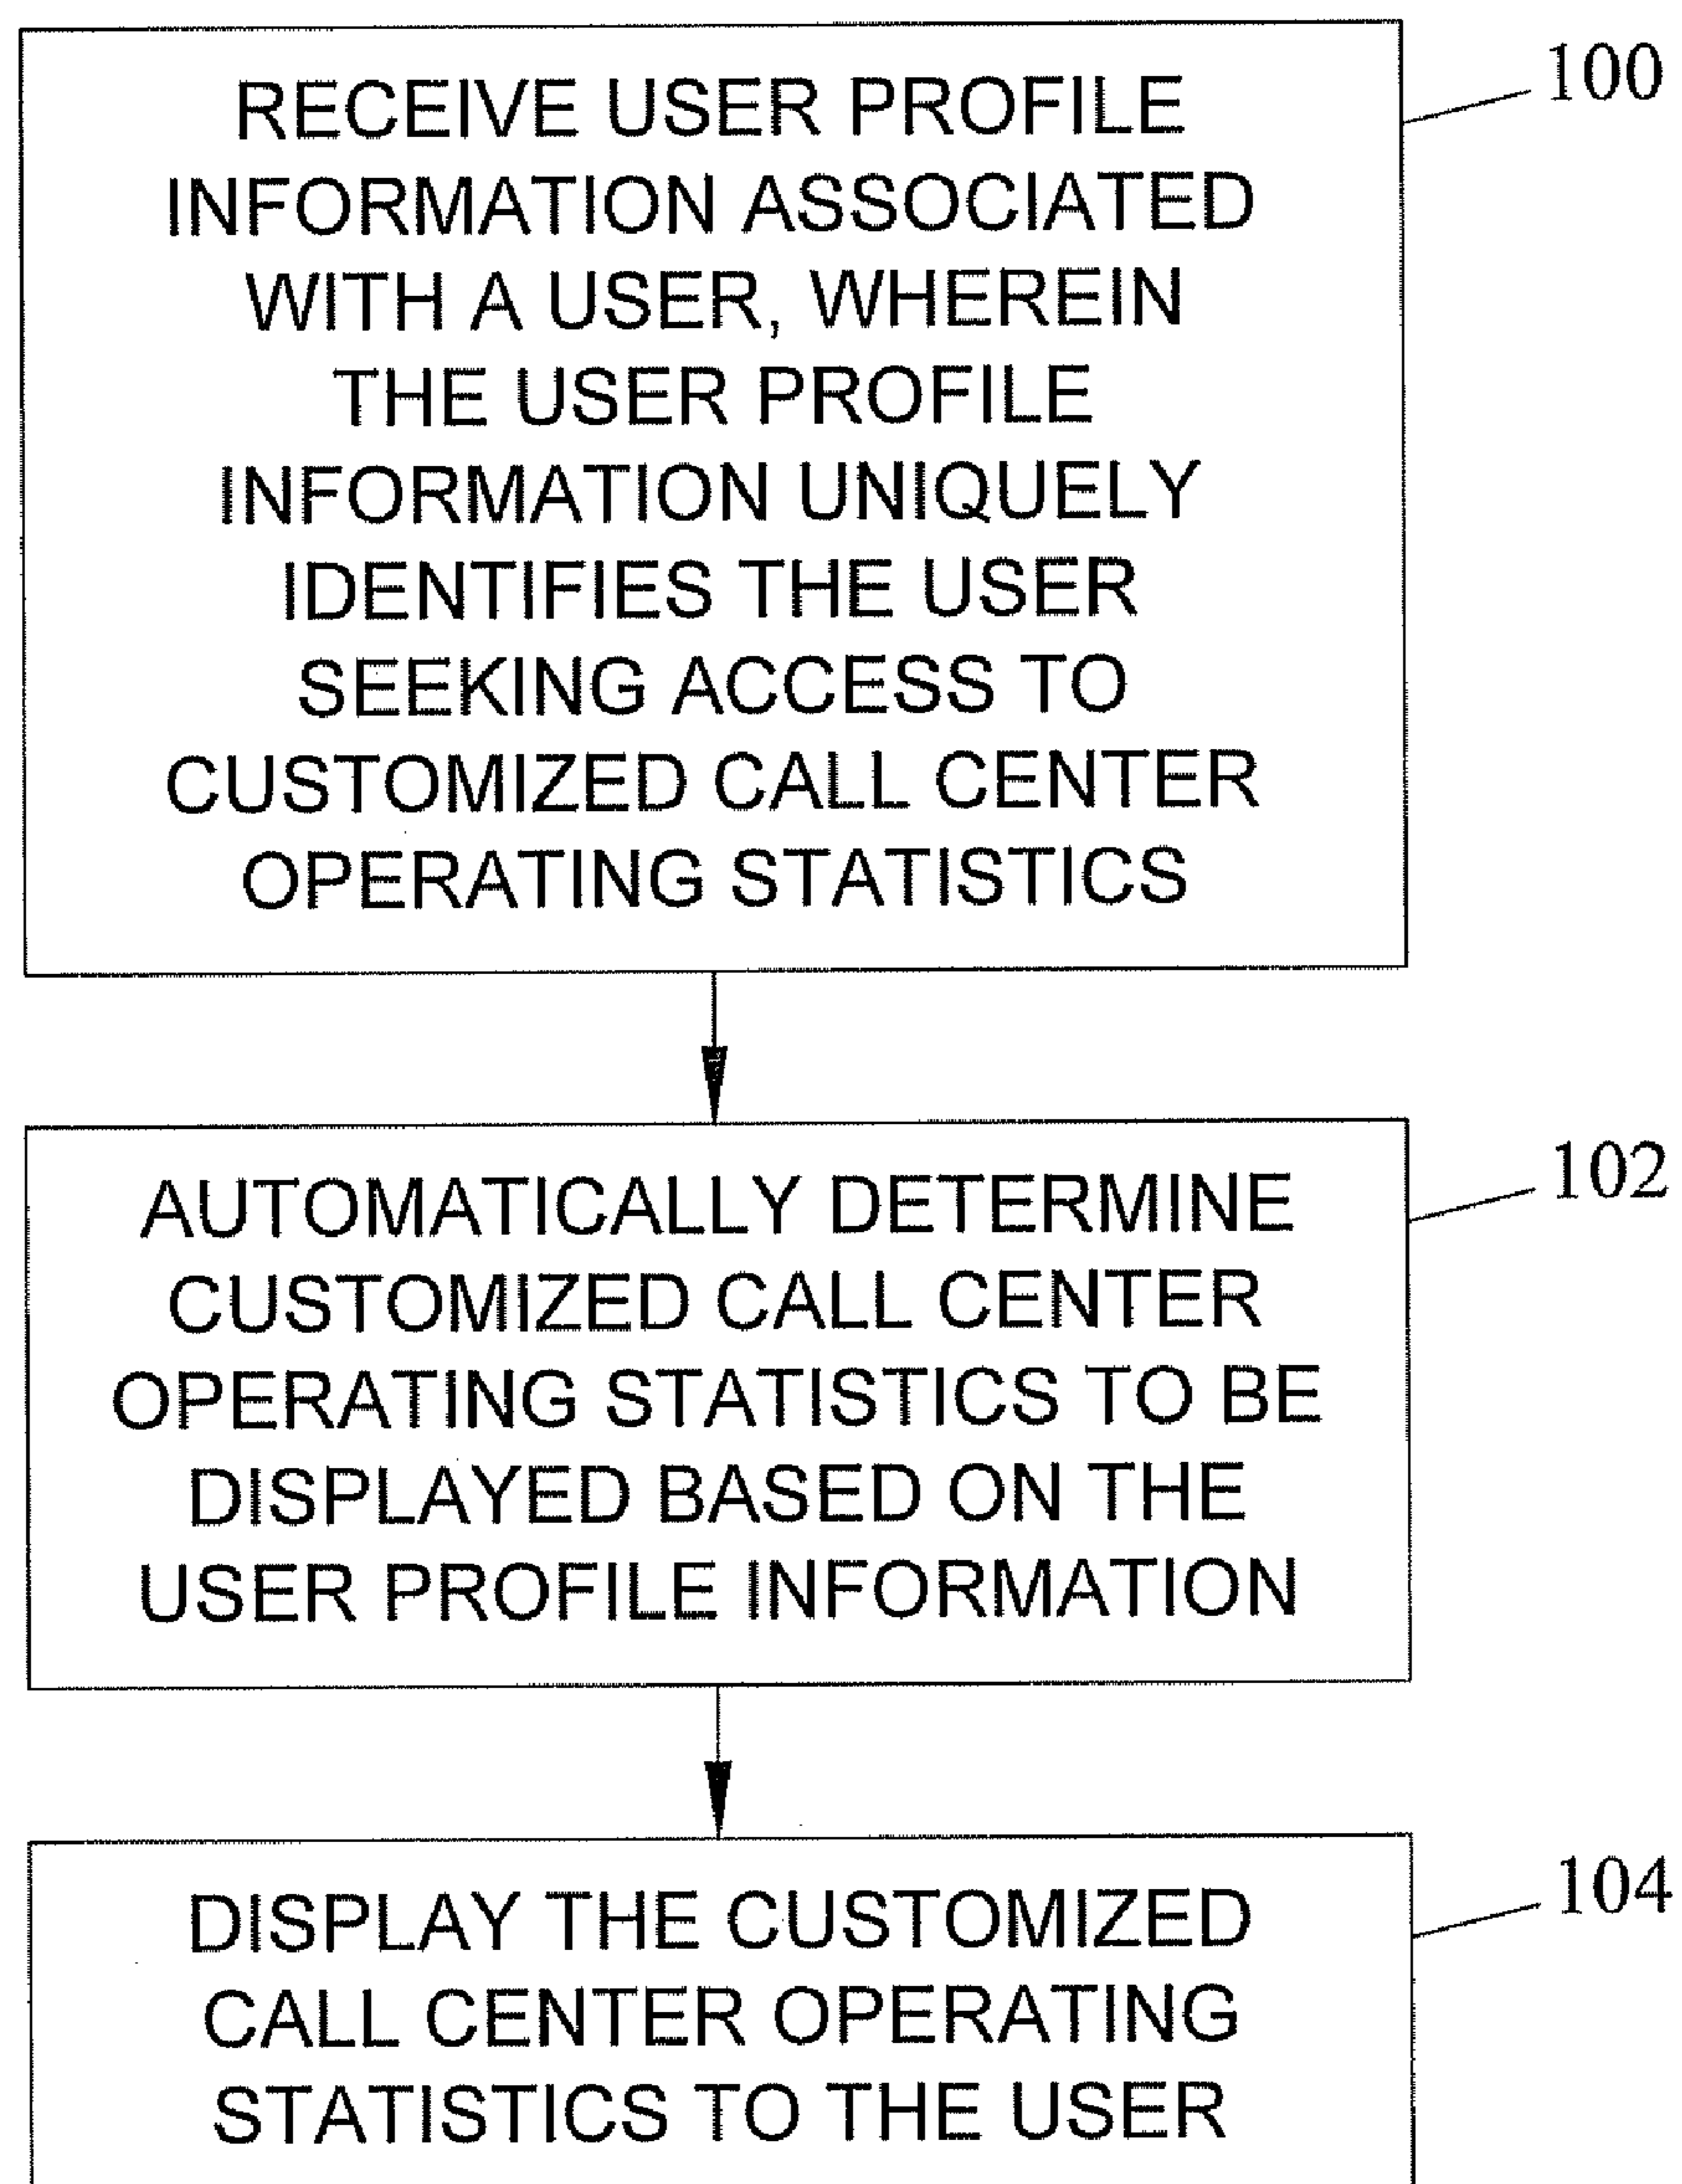 RECEIVE USER PROFILE
INFORMATION ASSOCIATED
WITH A USER, WHEREIN
THE USER PROFILE
INFORMATION UNIQUELY
IDENTIFIES THE USER
SEEKING ACCESS TO
CUSTOMIZED CALL CENTER
OPERATING STATISTICS
100
AUTOMATICALLY DETERMINE
CUSTOMIZED CALL CENTER
OPERATING STATISTICS TO BE
DISPLAYED BASED ON THE
USER PROFILE INFORMATION
102
DISPLAY THE CUSTOMIZED
CALL CENTER OPERATING
STATISTICS TO THE USER
104